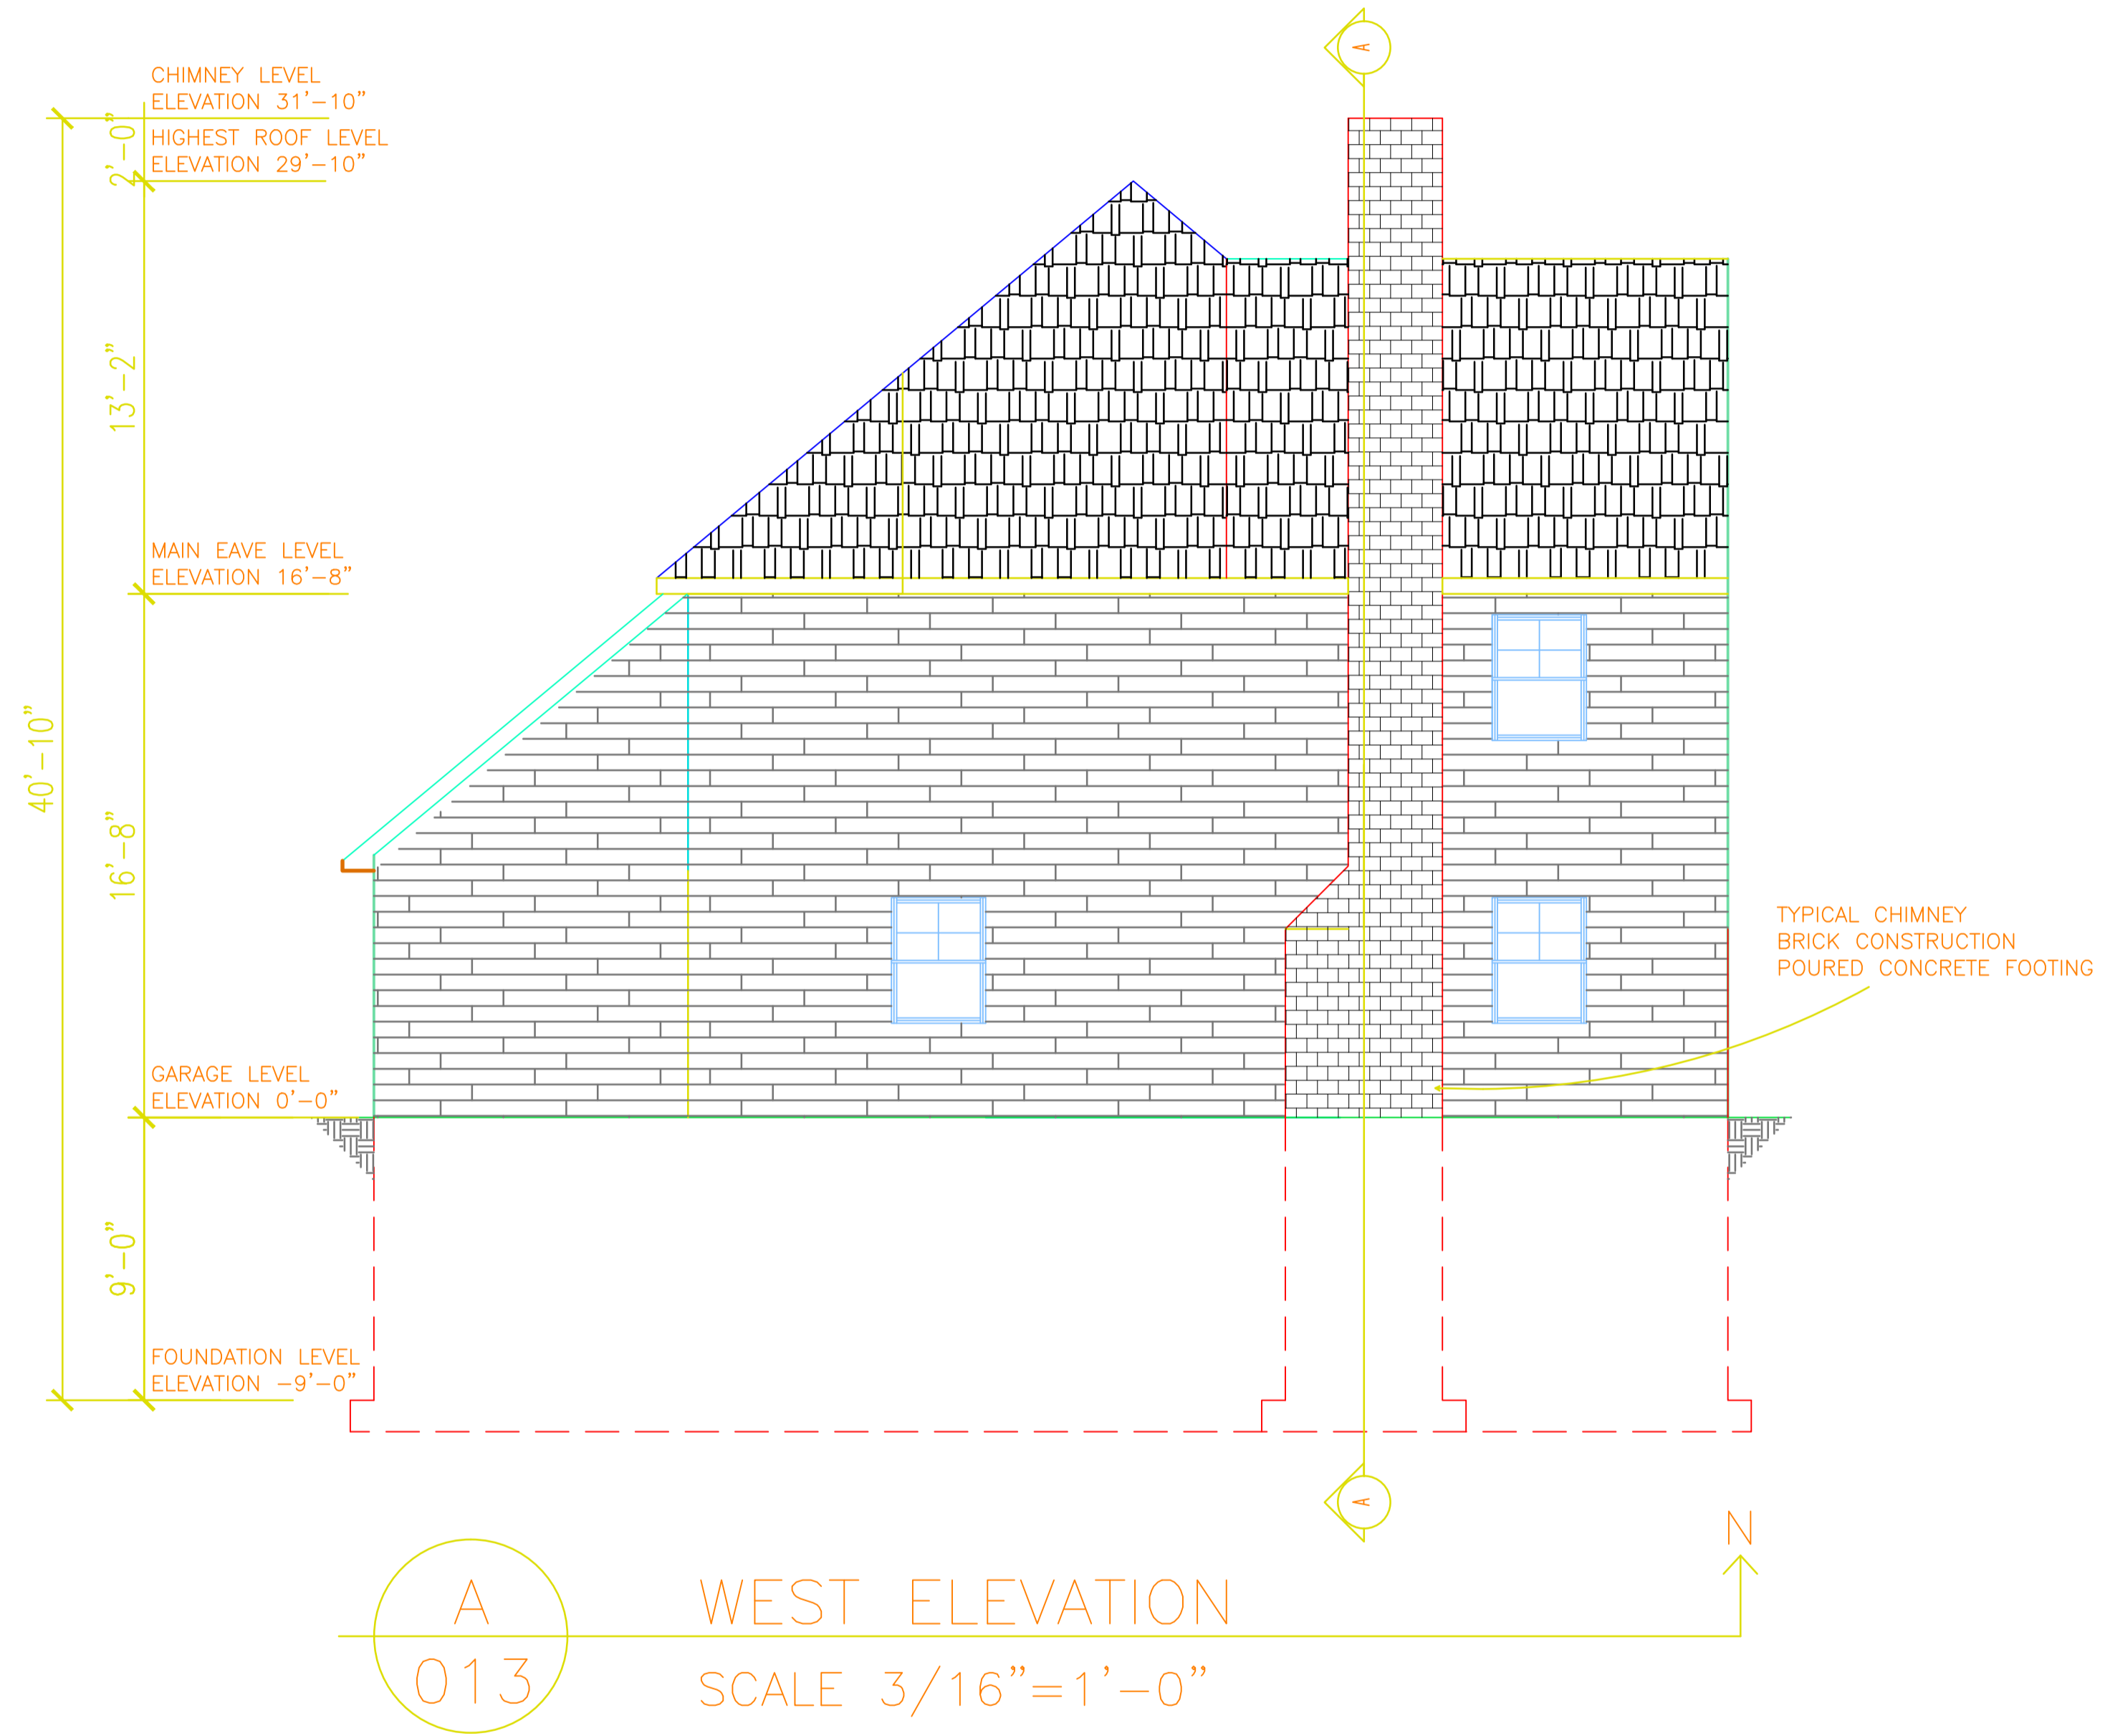 A
CHIMNEY LEVEL
ELEVATION 31'-10"
HIGHEST ROOF LEVEL
ELEVATION 29'-10"
2'-0"
13'-2"
MAIN EAVE LEVEL
ELEVATION 16'-8"
40'-10"
16'-8"
TYPICAL CHIMNEY
BRICK CONSTRUCTION
POURED CONCRETE FOOTING
GARAGE LEVEL
ELEVATION 0'-0"
9'-0"
FOUNDATION LEVEL
ELEVATION -9'-0"
A
N
A
013
WEST ELEVATION
SCALE 3/16"=1'-0"